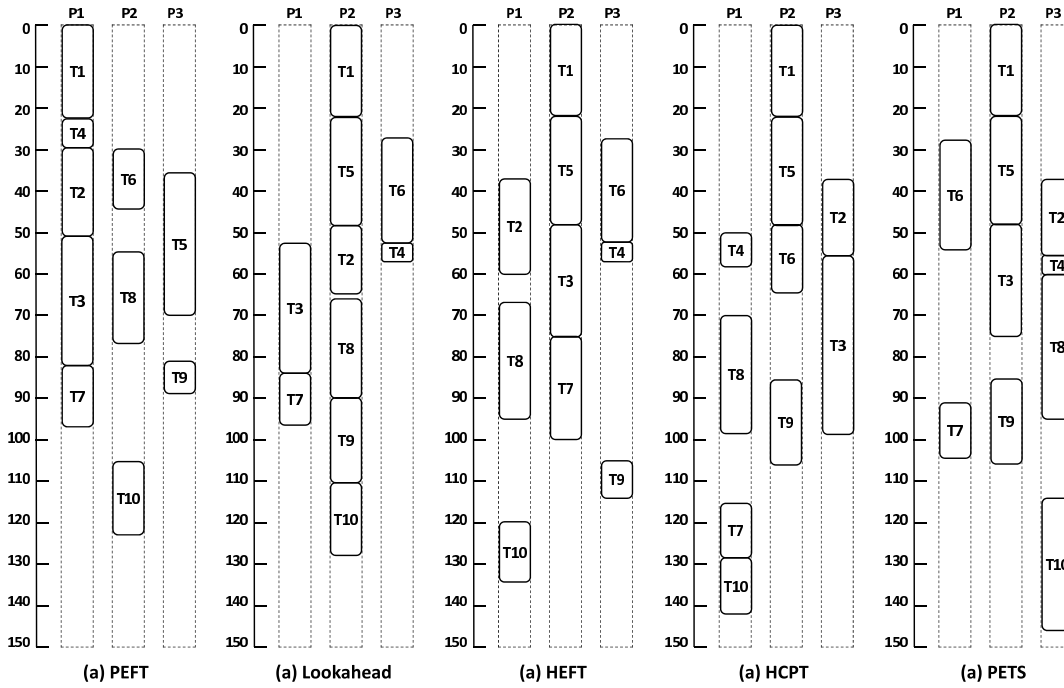 P1 P2 P3
0
10
20
30
40
50
60
70
80
90
100
110
120
130
140
150
T1
T4
T2
T3
T7
T6
T8
T10
T5
T9
(a) PEFT
P1 P2 P3
0
10
20
30
40
50
60
70
80
90
100
110
120
130
140
150
T3
T7
T1
T5
T2
T8
T9
T10
T6
T4
(a) Lookahead
P1 P2 P3
0
10
20
30
40
50
60
70
80
90
100
110
120
130
140
150
T2
T8
T10
T1
T5
T3
T7
T6
T4
T9
(a) HEFT
P1 P2 P3
0
10
20
30
40
50
60
70
80
90
100
110
120
130
140
150
T4
T8
T7
T10
T1
T5
T6
T9
T2
T3
(a) HCPT
P1 P2 P3
0
10
20
30
40
50
60
70
80
90
100
110
120
130
140
150
T6
T7
T1
T5
T3
T9
T2
T4
T8
T10
(a) PETS